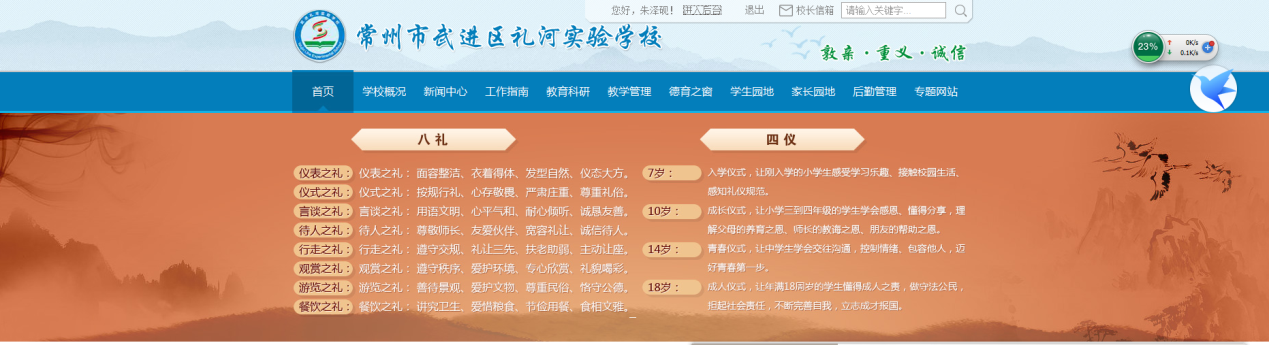 您好，朱泽砚！ 进入后台 退出 校长信箱 请输入关键字...
常州市武进区礼河实验学校
敦亲·重义·诚信
23% 0K/s
0.1K/s
首页 学校概况 新闻中心 工作指南 教育科研 教学管理 德育之窗 学生园地 家长园地 后勤管理 专题网站
八 礼
仪表之礼： 仪表之礼： 面容整洁、衣着得体、发型自然、仪态大方。
仪式之礼： 仪式之礼： 按规行礼、心存敬畏、严肃庄重、尊重礼俗。
言谈之礼： 言谈之礼： 用语文明、心平气和、耐心倾听、诚恳友善。
待人之礼： 待人之礼： 尊敬师长、友爱伙伴、宽容礼让、诚信待人。
行走之礼： 行走之礼： 遵守交规、礼让三先、扶老助弱、主动让座。
观赏之礼： 观赏之礼： 遵守秩序、爱护环境、专心欣赏、礼貌喝彩。
游览之礼： 游览之礼： 善待景观、爱护文物、尊重民俗、恪守公德。
餐饮之礼： 餐饮之礼： 讲究卫生、爱惜粮食、节俭用餐、食相文雅。
四 仪
7岁： 入学仪式，让刚入学的小学生感受学习乐趣、接触校园生活、
感知礼仪规范。
10岁： 成长仪式，让小学三到四年级的学生学会感恩、懂得分享，理
解父母的养育之恩、师长的教诲之恩、朋友的帮助之恩。
14岁： 青春仪式，让中学生学会交往沟通，控制情绪、包容他人，迈
好青春第一步。
18岁： 成人仪式，让年满18周岁的学生懂得成人之责，做守法公民，
担起社会责任，不断完善自我，立志成才报国。